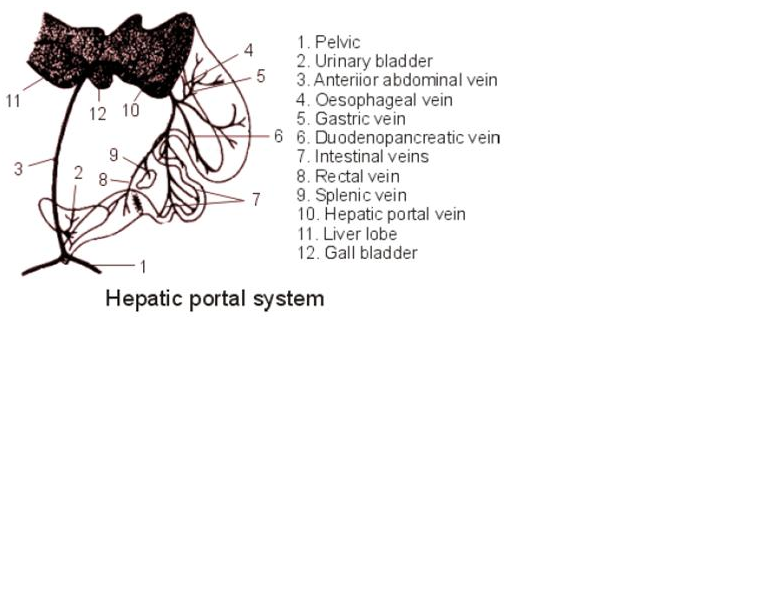 1. Pelvic
2. Urinary bladder
3. Anteriior abdominal vein
4. Oesophageal vein
5. Gastric vein
6. Duodenopancreatic vein
7. Intestinal veins
8. Rectal vein
9. Splenic vein
10. Hepatic portal vein
11. Liver lobe
12. Gall bladder
4
5
11
12
10
6
9
3
2
8
7
1
Hepatic portal system